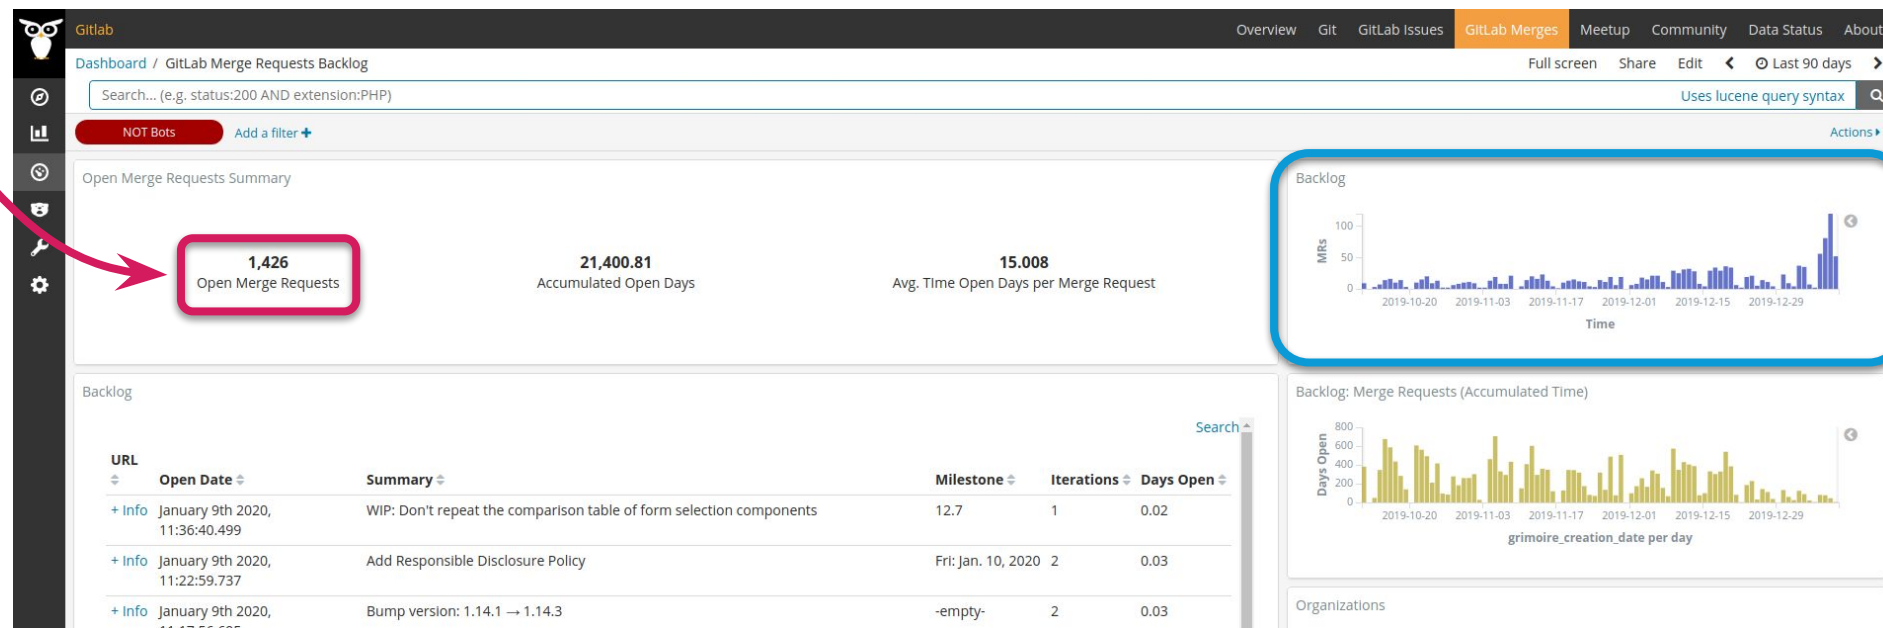 Gitlab
Overview Git GitLab Issues GitLab Merges Meetup Community Data Status About
Dashboard / GitLab Merge Requests Backlog
Full screen Share Edit Last 90 days
Search... (e.g. status:200 AND extension:PHP)
Uses lucene query syntax
NOT Bots
Add a filter +
Actions
Open Merge Requests Summary
1,426
Open Merge Requests
21,400.81
Accumulated Open Days
15.008
Avg. TIme Open Days per Merge Request
Backlog
MRs
100
50
0
2019-10-20 2019-11-03 2019-11-17 2019-12-01 2019-12-15 2019-12-29
Time
Backlog
Search
URL Open Date Summary Milestone Iterations Days Open
+ Info January 9th 2020, 11:36:40.499 WIP: Don't repeat the comparison table of form selection components 12.7 1 0.02
+ Info January 9th 2020, 11:22:59.737 Add Responsible Disclosure Policy Fri: Jan. 10, 2020 2 0.03
+ Info January 9th 2020, Bump version: 1.14.1 → 1.14.3 -empty- 2 0.03
Backlog: Merge Requests (Accumulated Time)
Days Open
800
600
400
200
0
2019-10-20 2019-11-03 2019-11-17 2019-12-01 2019-12-15 2019-12-29
grimoire_creation_date per day
Organizations